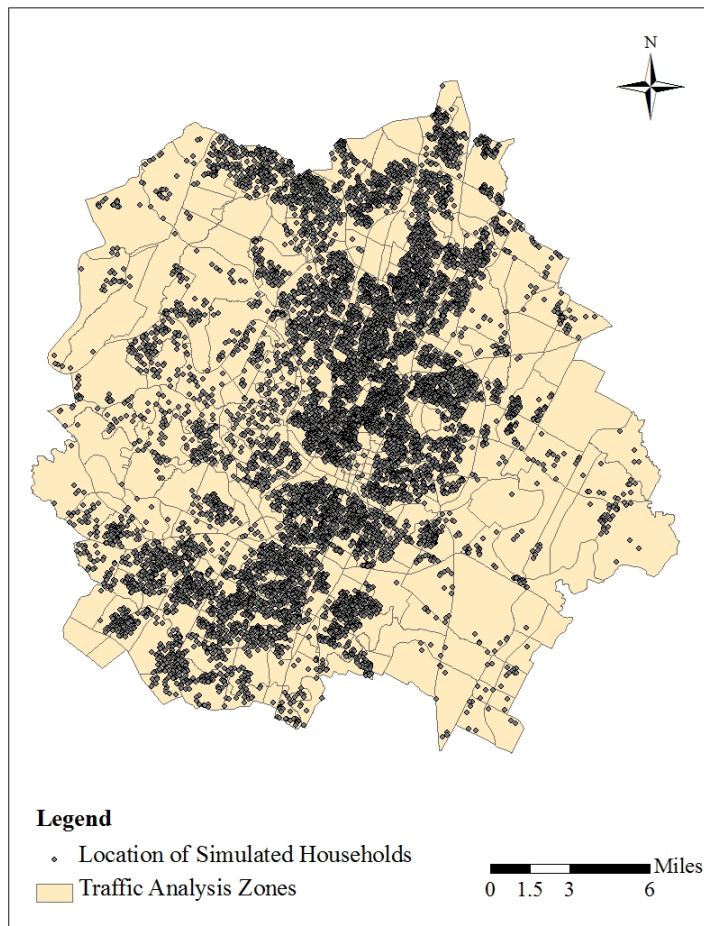 N
Legend
Location of Simulated Households
Traffic Analysis Zones
Miles
0 1.5 3 6